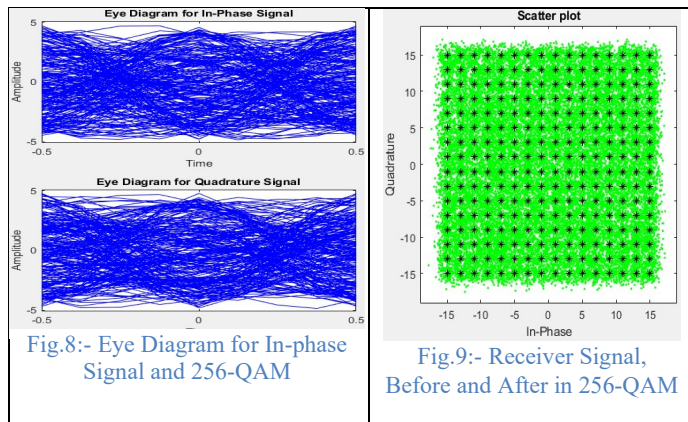 Eye Diagram for In-Phase Signal
5
0
-5
Amplitude
-0.5 0 0.5
Time
Eye Diagram for Quadrature Signal
5
0
-5
Amplitude
-0.5 0 0.5
Fig.8:- Eye Diagram for In-phase
Signal and 256-QAM
Scatter plot
15
10
5
0
-5
-10
-15
Quadrature
-15 -10 -5 0 5 10 15
In-Phase
Fig.9:- Receiver Signal,
Before and After in 256-QAM